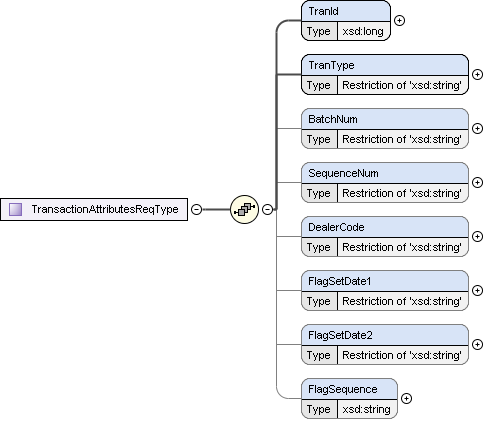 TranId
Type xsd:long
TranType
Type Restriction of 'xsd:string'
BatchNum
Type Restriction of 'xsd:string'
SequenceNum
Type Restriction of 'xsd:string'
TransactionAttributesReqType
DealerCode
Type Restriction of 'xsd:string'
FlagSetDate1
Type Restriction of 'xsd:string'
FlagSetDate2
Type Restriction of 'xsd:string'
FlagSequence
Type xsd:string